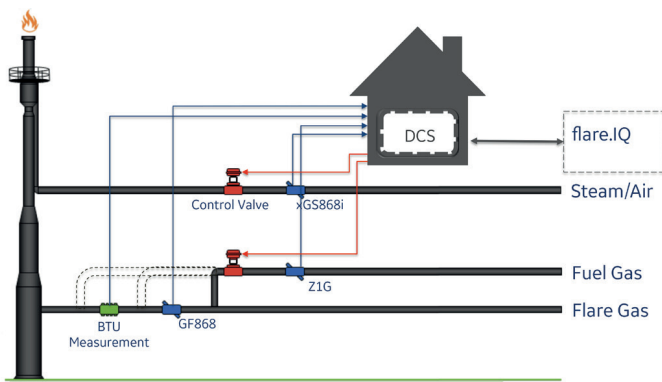 DCS
flare.IQ
Control Valve
xGS868i
Steam/Air
Z1G
Fuel Gas
BTU
Measurement
GF868
Flare Gas